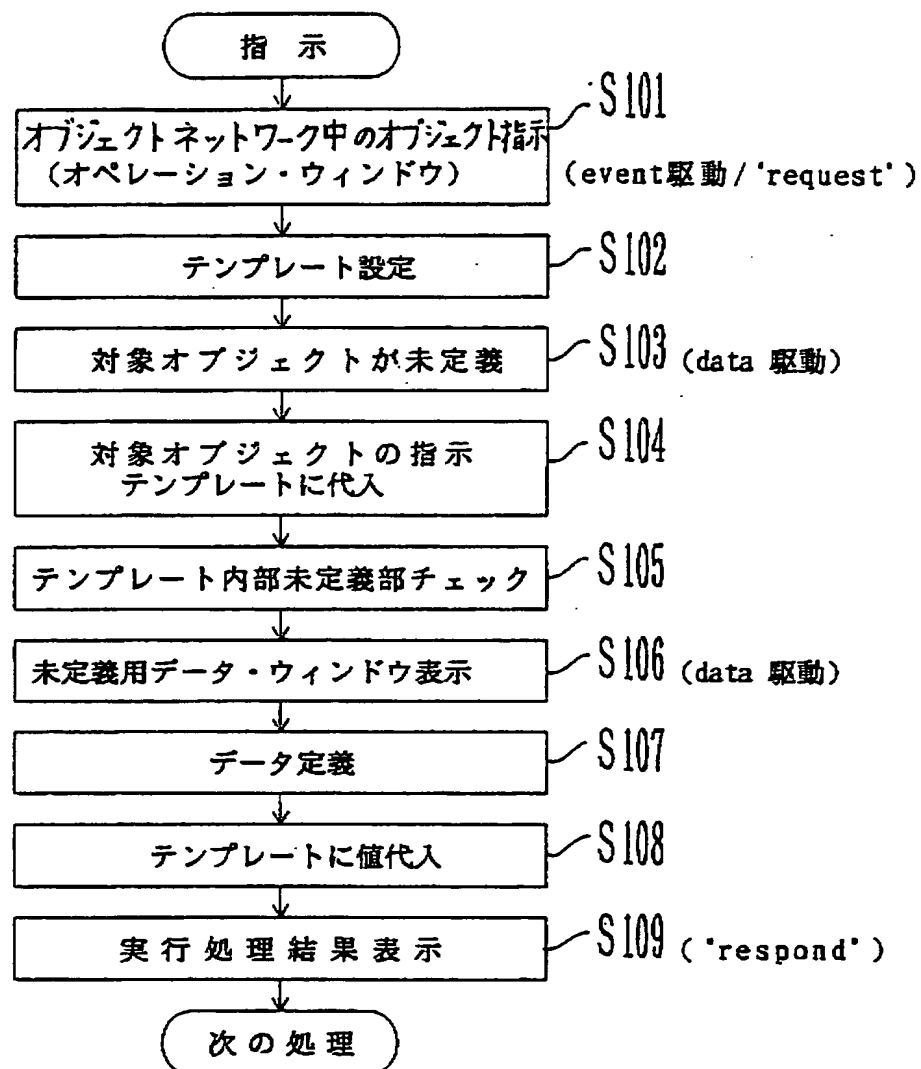 指 示
オブジェクトネットワーク中のオブジェクト指示
（オペレーション・ウィンドウ）
S101
(event駆動/'request')
テンプレート設定
S102
対象オブジェクトが未定義
S103 (data 駆動)
対象オブジェクトの指示
テンプレートに代入
S104
テンプレート内部未定義部チェック
S105
未定義用データ・ウィンドウ表示
S106 (data 駆動)
データ定義
S107
テンプレートに値代入
S108
実行処理結果表示
S109 ('respond')
次の処理